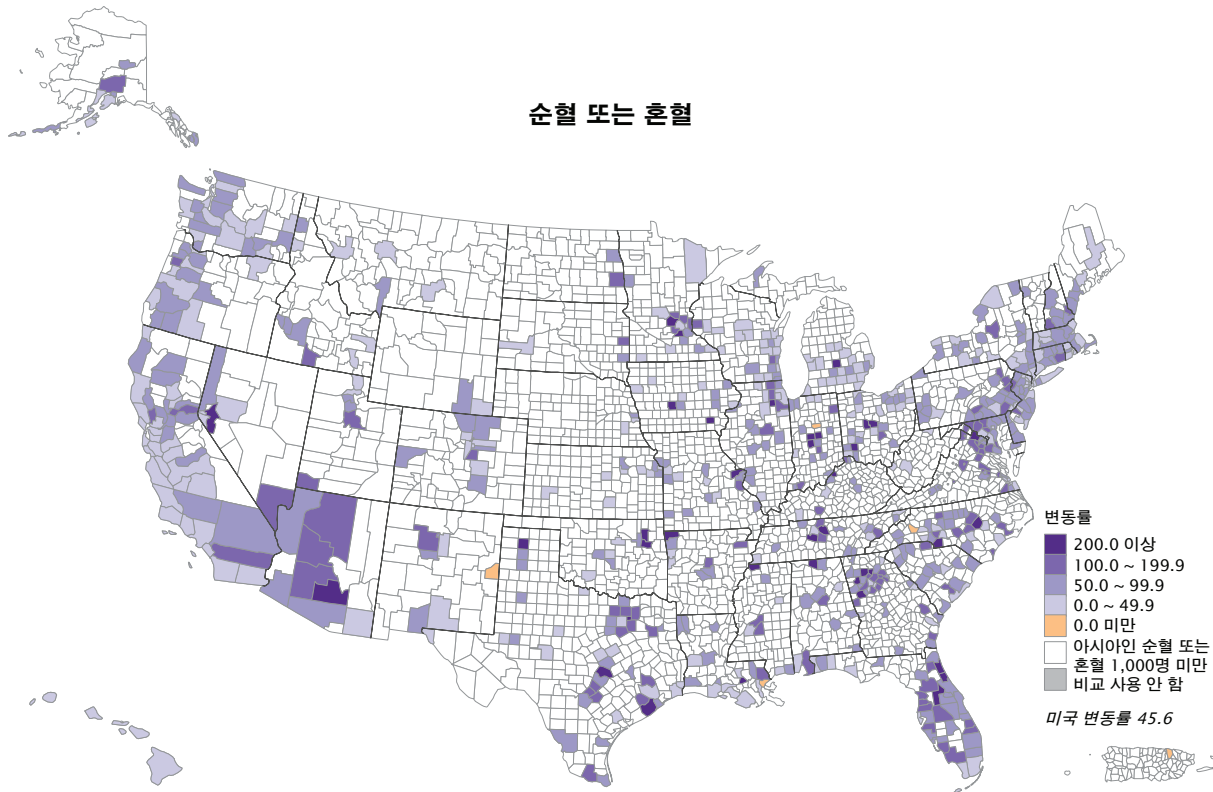 순혈 또는 혼혈
변동률
200.0 이상
100.0 ~ 199.9
50.0 ~ 99.9
0.0 ~ 49.9
0.0 미만
아시아인 순혈 또는
혼혈 1,000명 미만
비교 사용 안 함
미국 변동률 45.6